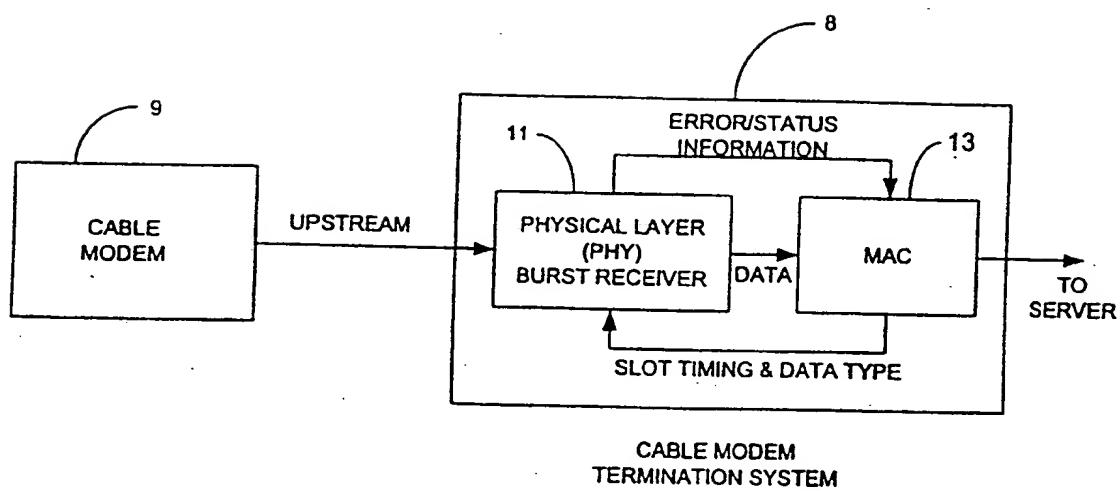 8
9
11
ERROR/STATUS
INFORMATION
13
CABLE
MODEM
UPSTREAM
PHYSICAL LAYER
(PHY)
BURST RECEIVER
DATA
MAC
TO
SERVER
SLOT TIMING & DATA TYPE
CABLE MODEM
TERMINATION SYSTEM